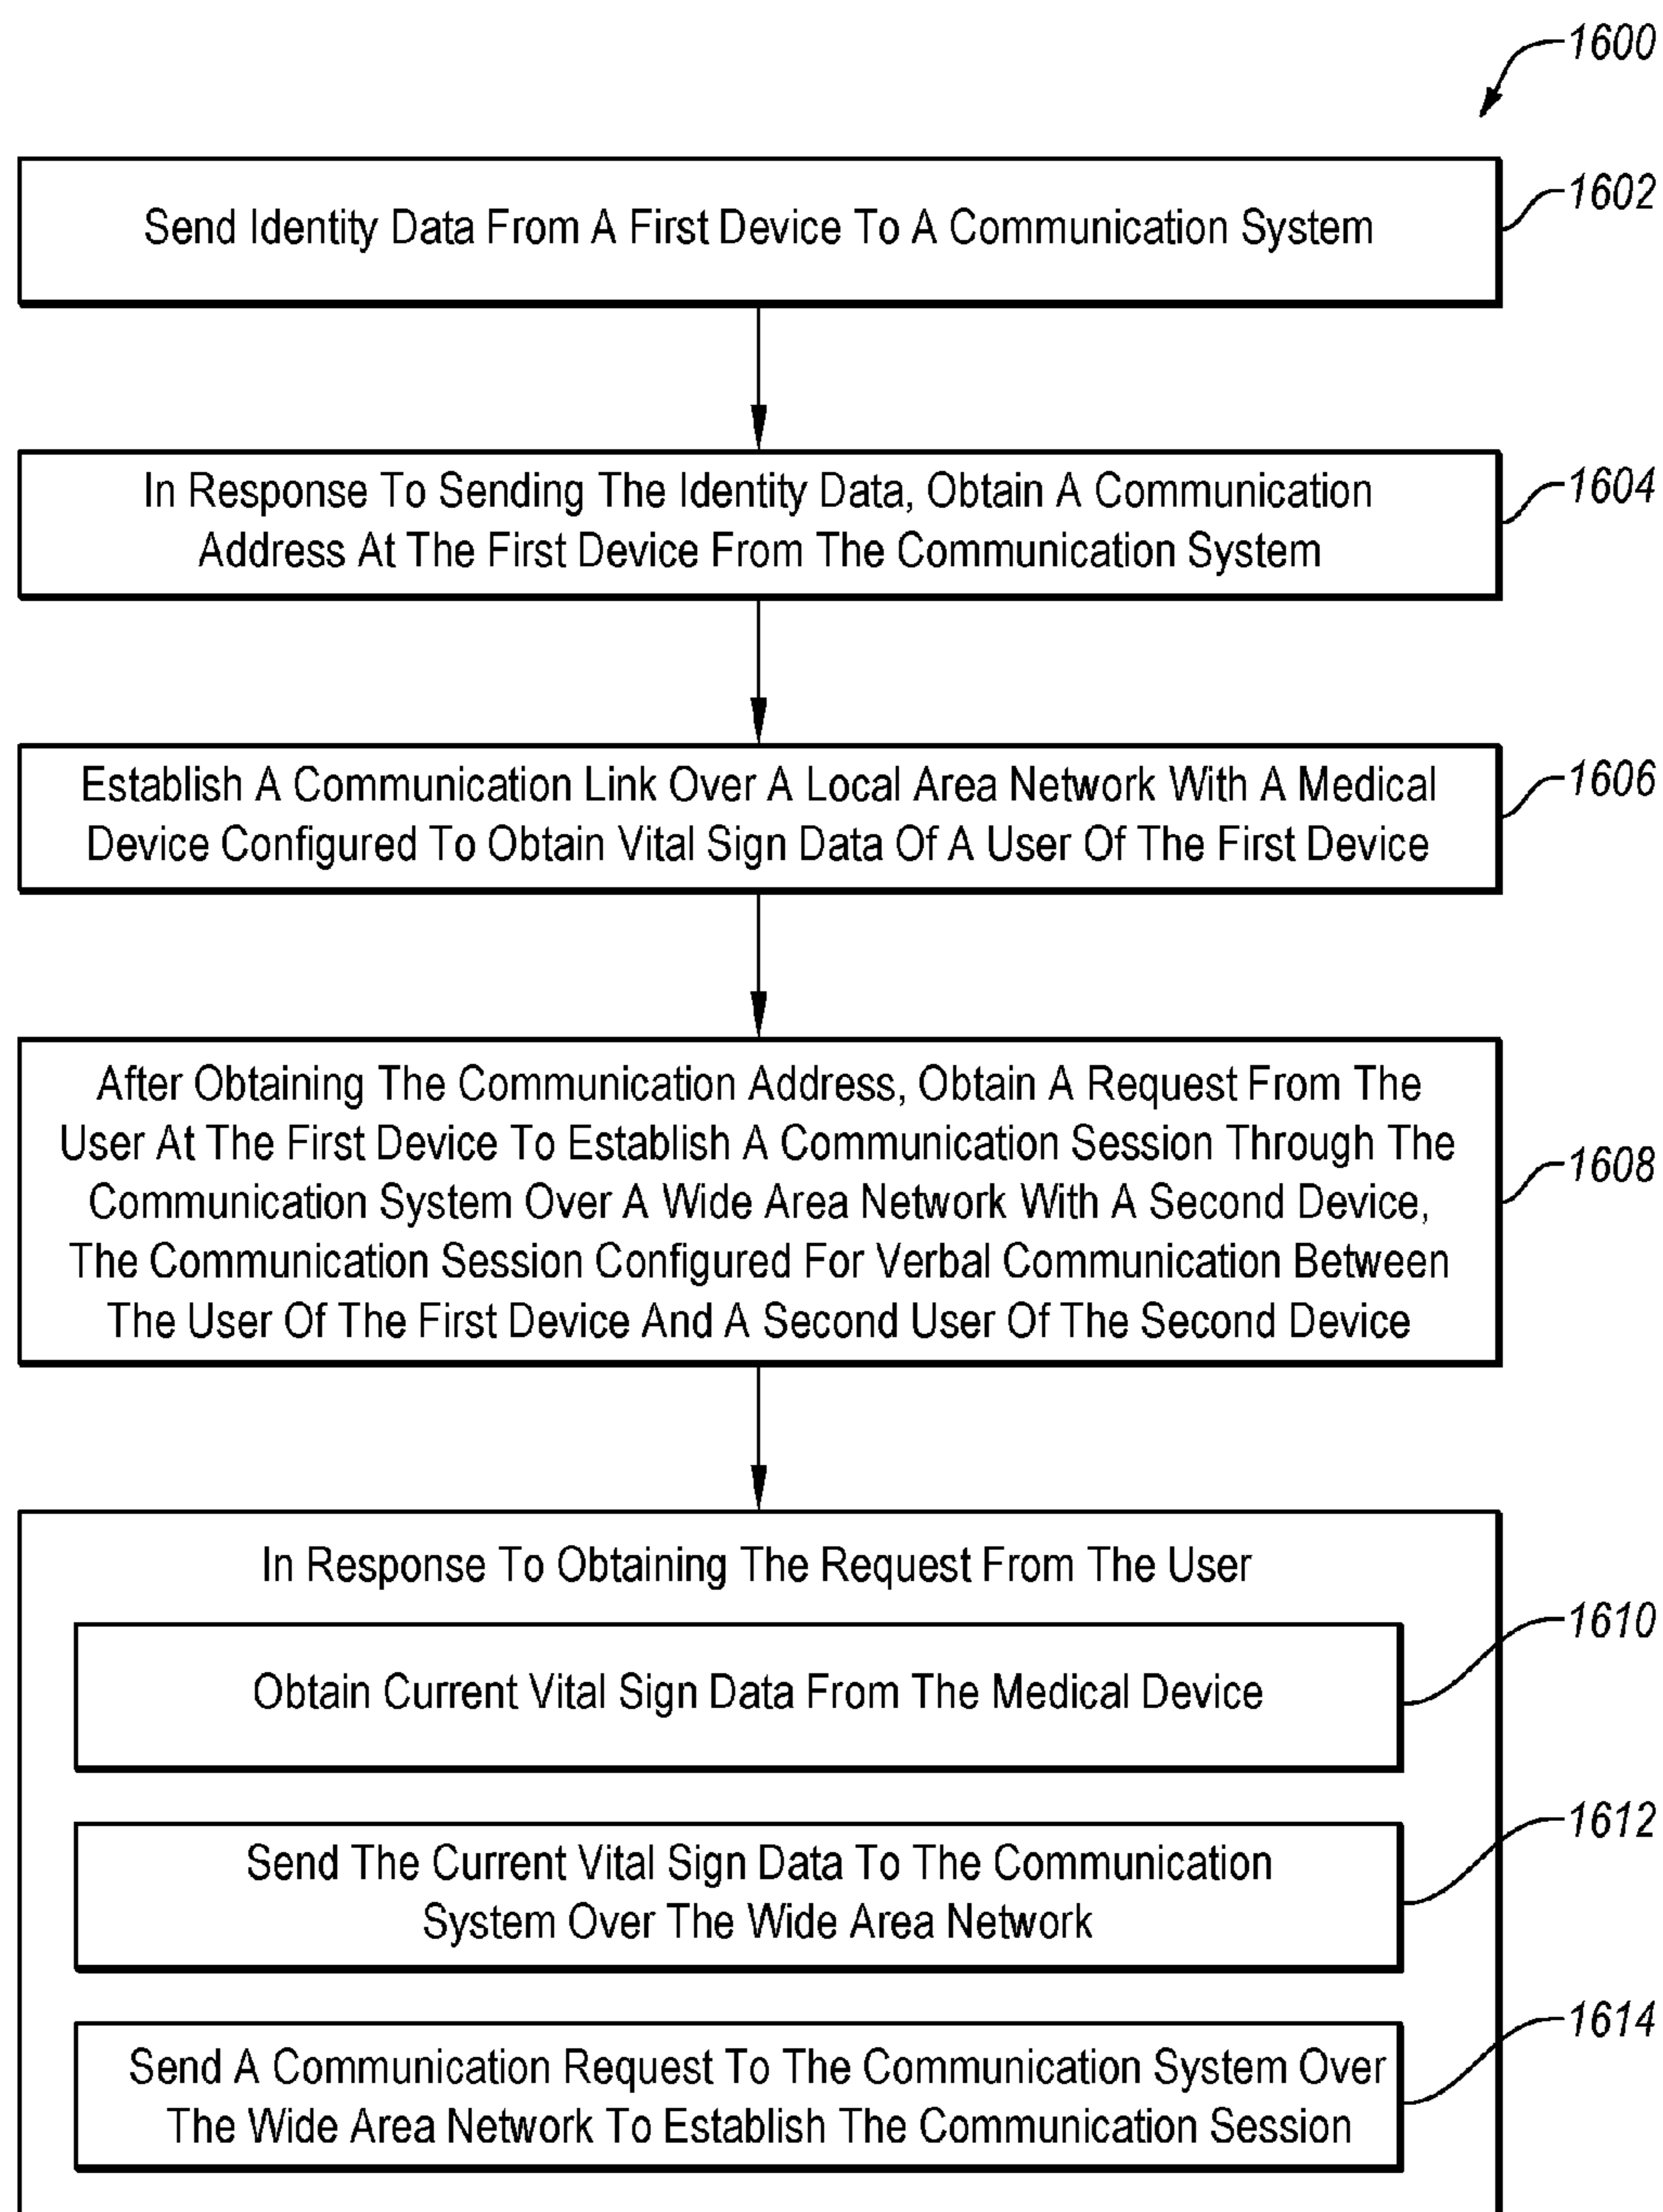 1600
Send Identity Data From A First Device To A Communication System
1602
In Response To Sending The Identity Data, Obtain A Communication
Address At The First Device From The Communication System
1604
Establish A Communication Link Over A Local Area Network With A Medical
Device Configured To Obtain Vital Sign Data Of A User Of The First Device
1606
After Obtaining The Communication Address, Obtain A Request From The
User At The First Device To Establish A Communication Session Through The
Communication System Over A Wide Area Network With A Second Device,
The Communication Session Configured For Verbal Communication Between
The User Of The First Device And A Second User Of The Second Device
1608
In Response To Obtaining The Request From The User
Obtain Current Vital Sign Data From The Medical Device
1610
Send The Current Vital Sign Data To The Communication
System Over The Wide Area Network
1612
Send A Communication Request To The Communication System Over
The Wide Area Network To Establish The Communication Session
1614